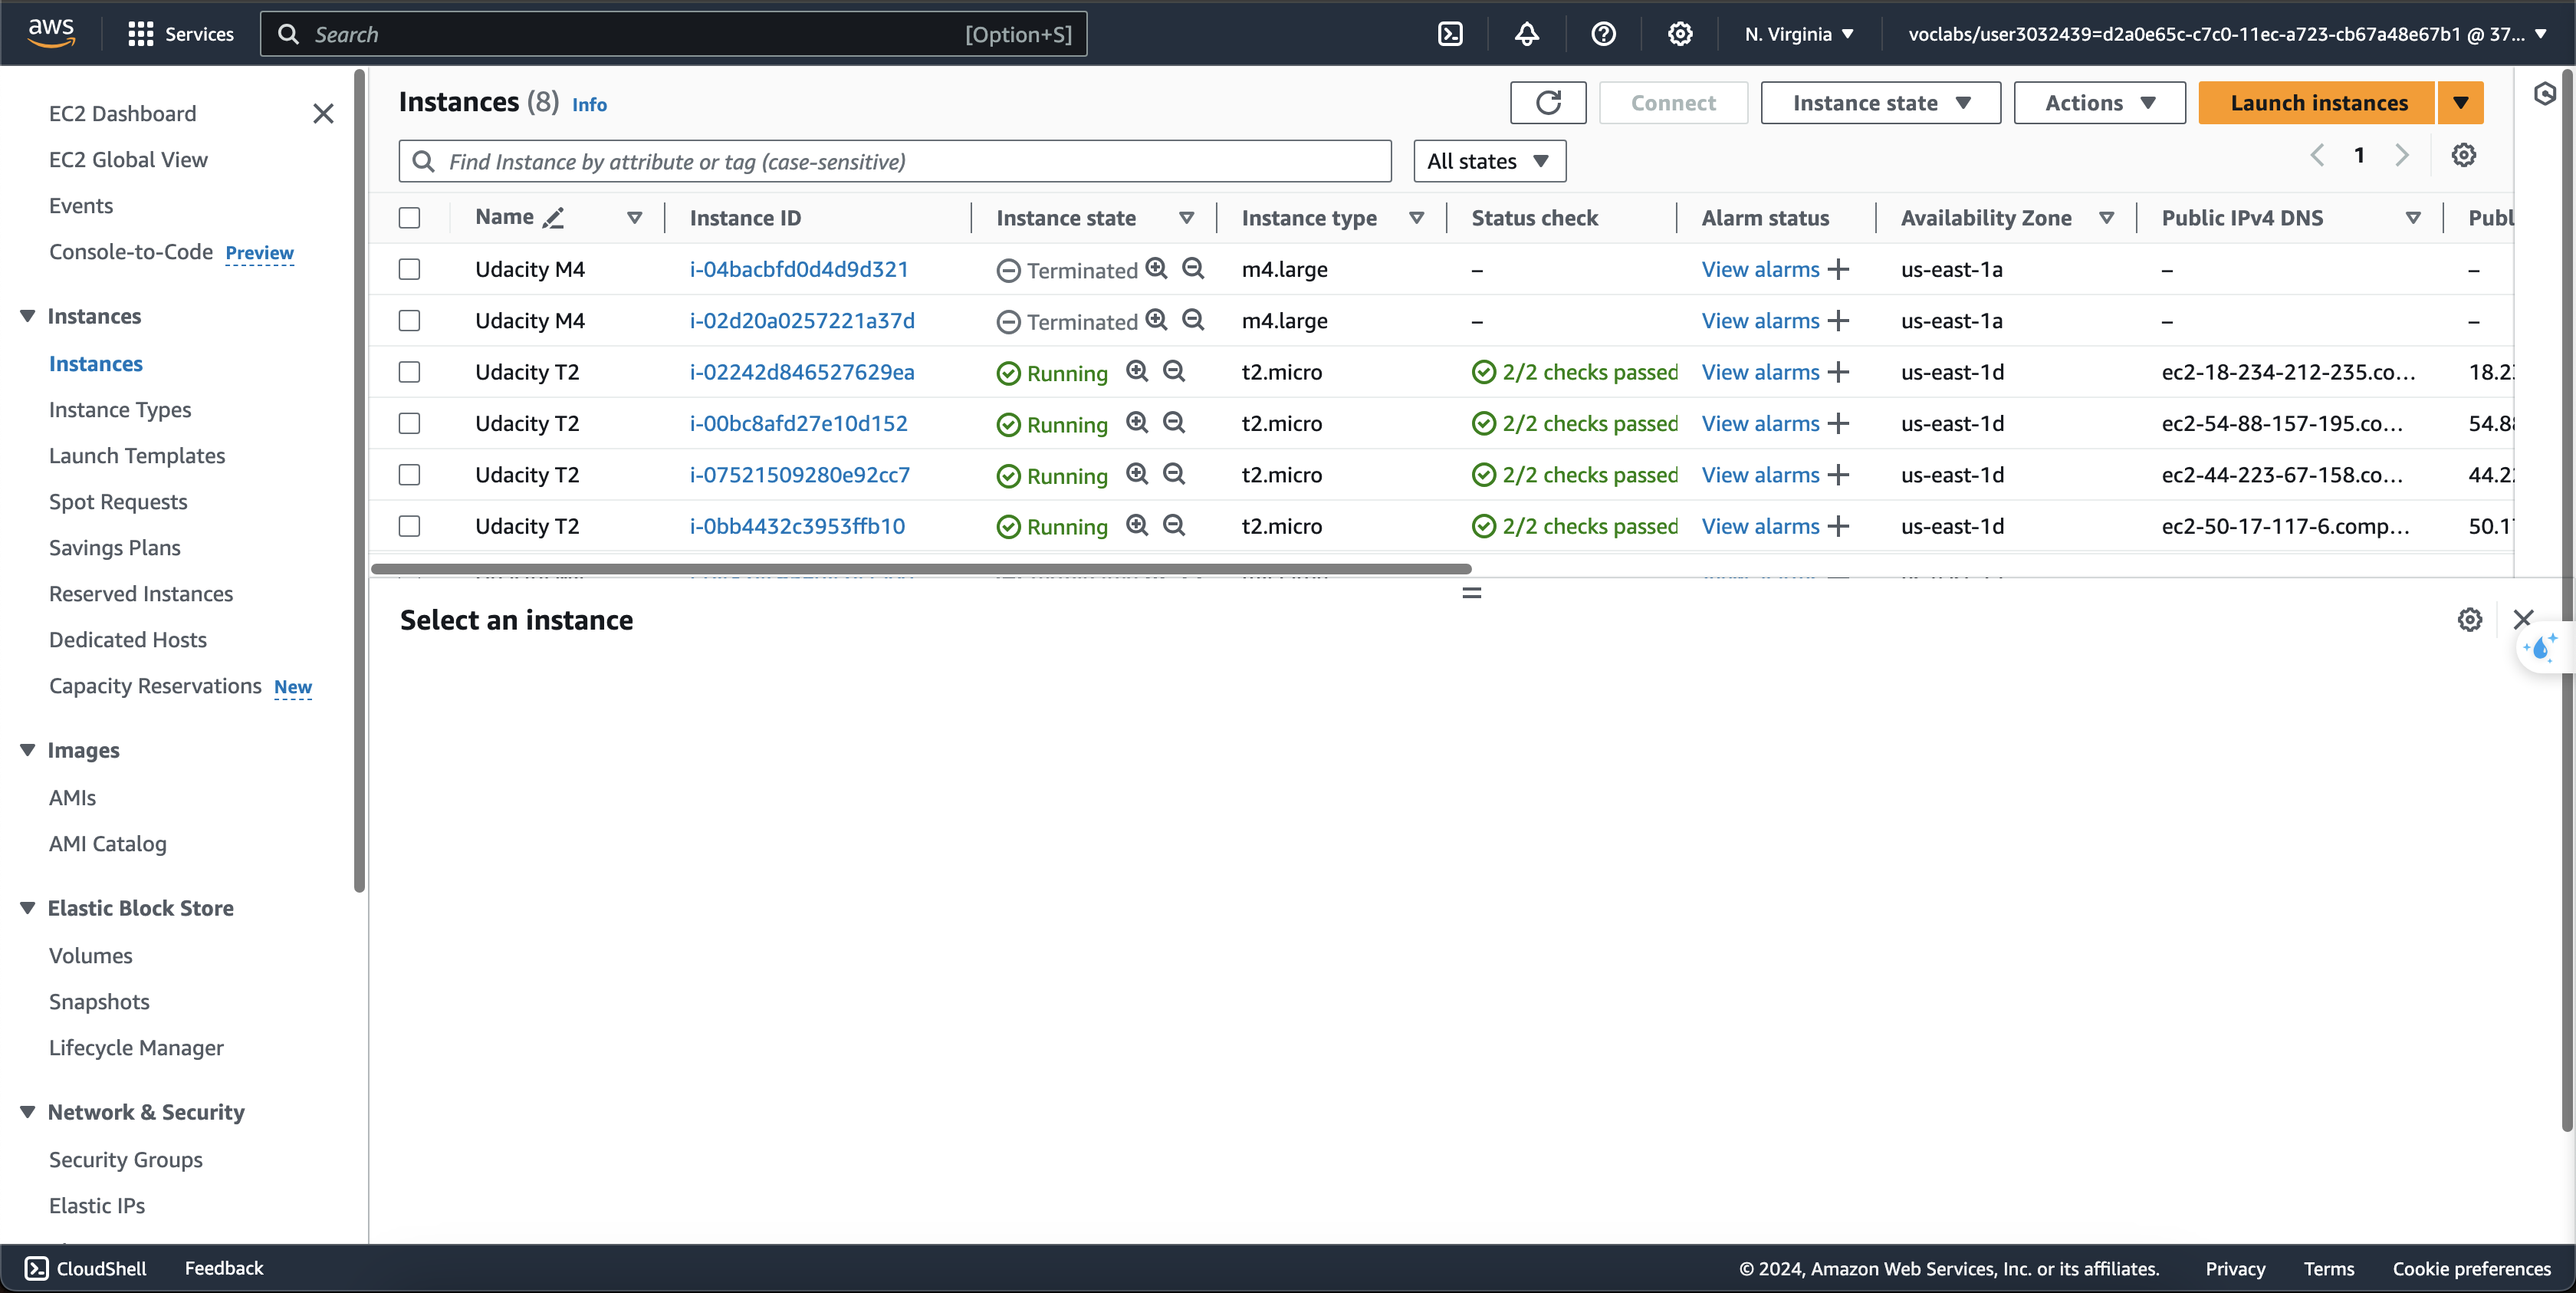 aws
Services
Search
[Option+S]
N. Virginia
voclabs/user3032439=d2a0e65c-c7c0-11ec-a723-cb67a48e67b1 @ 37...
EC2 Dashboard
EC2 Global View
Events
Console-to-Code Preview
Instances
Instances
Instance Types
Launch Templates
Spot Requests
Savings Plans
Reserved Instances
Dedicated Hosts
Capacity Reservations New
Images
AMIs
AMI Catalog
Elastic Block Store
Volumes
Snapshots
Lifecycle Manager
Network & Security
Security Groups
Elastic IPs
Instances (8) Info
Connect
Instance state
Actions
Launch instances
Find Instance by attribute or tag (case-sensitive)
All states
1
Name Instance ID Instance state Instance type Status check Alarm status Availability Zone Public IPv4 DNS Publ
Udacity M4 i-04bacbfd0d4d9d321 Terminated m4.large – View alarms + us-east-1a – –
Udacity M4 i-02d20a0257221a37d Terminated m4.large – View alarms + us-east-1a – –
Udacity T2 i-02242d846527629ea Running t2.micro 2/2 checks passed View alarms + us-east-1d ec2-18-234-212-235.co... 18.23
Udacity T2 i-00bc8afd27e10d152 Running t2.micro 2/2 checks passed View alarms + us-east-1d ec2-54-88-157-195.co... 54.88
Udacity T2 i-07521509280e92cc7 Running t2.micro 2/2 checks passed View alarms + us-east-1d ec2-44-223-67-158.co... 44.22
Udacity T2 i-0bb4432c3953ffb10 Running t2.micro 2/2 checks passed View alarms + us-east-1d ec2-50-17-117-6.comp... 50.17
Select an instance
CloudShell
Feedback
© 2024, Amazon Web Services, Inc. or its affiliates.
Privacy
Terms
Cookie preferences